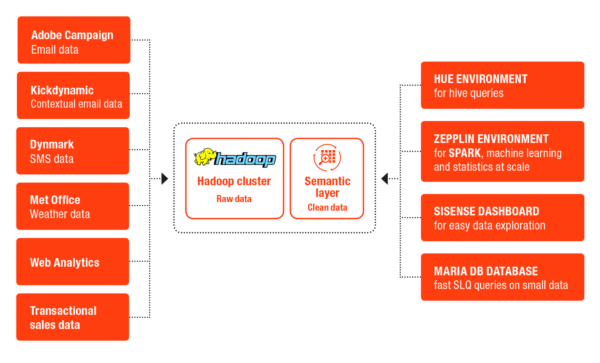 Adobe Campaign
Email data
Kickdynamic
Contextual email data
Dynmark
SMS data
Met Office
Weather data
Web Analytics
Transactional
sales data
hadoop
Hadoop cluster
Raw data
Semantic
layer
Clean data
HUE ENVIRONMENT
for hive queries
ZEPPLIN ENVIRONMENT
for SPARK, machine learning
and statistics at scale
SISENSE DASHBOARD
for easy data exploration
MARIA DB DATABASE
fast SLQ queries on small data